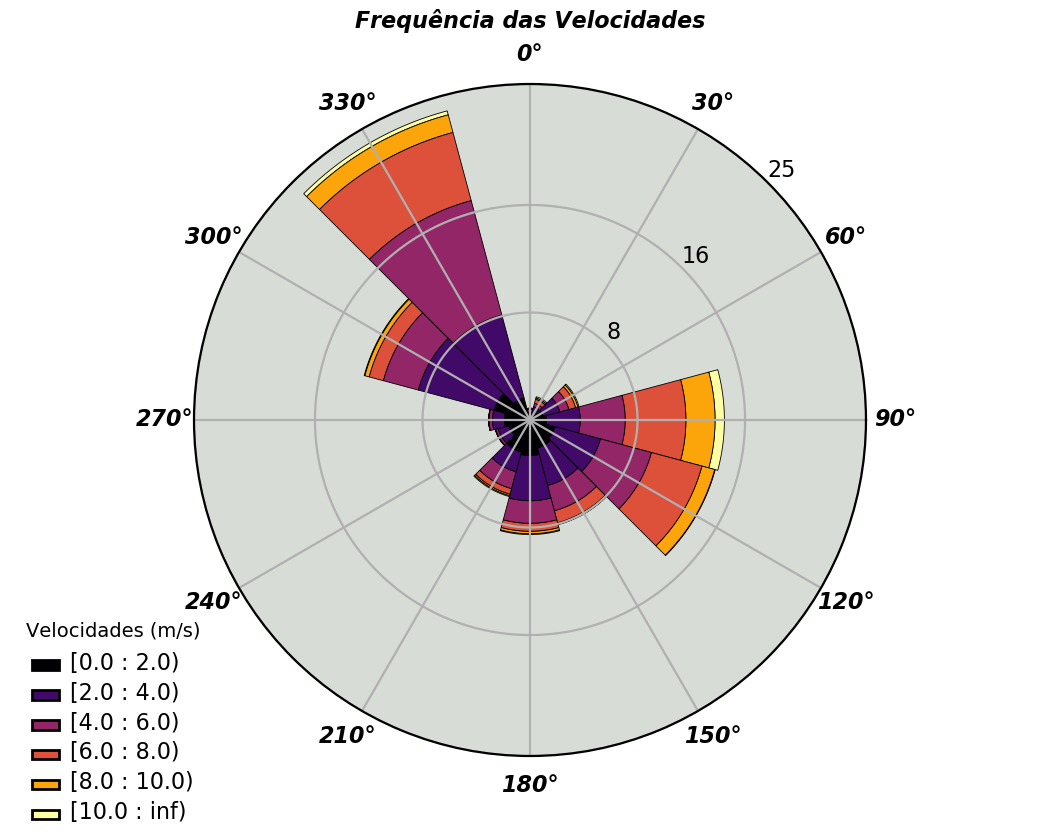 Frequência das Velocidades
0°
330°
30°
25
300°
60°
16
8
270°
90°
240°
120°
210°
150°
180°
Velocidades (m/s)
[0.0 : 2.0)
[2.0 : 4.0)
[4.0 : 6.0)
[6.0 : 8.0)
[8.0 : 10.0)
[10.0 : inf)